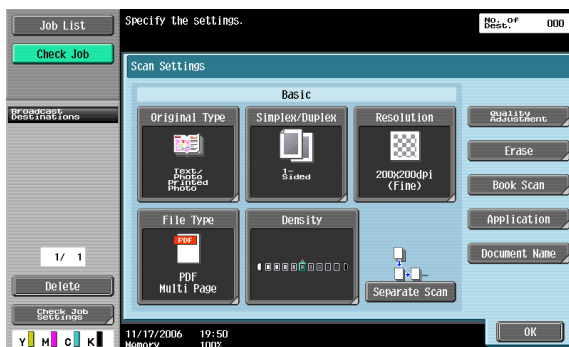 Job List
Specify the settings.
No. of
Dest.
000
Check Job
Scan Settings
Basic
Broadcast
Destinations
Original Type
Simplex/Duplex
Resolution
Quality
Adjustment
Text/
Photo
Printed
Photo
1-
Sided
200X200dpi
(Fine)
Erase
Book Scan
File Type
Density
Application
PDF
PDF
Multi Page
Separate Scan
Document Name
1/ 1
Delete
Check Job
Settings
Y M C K
11/17/2006 19:50
Memory 100%
OK